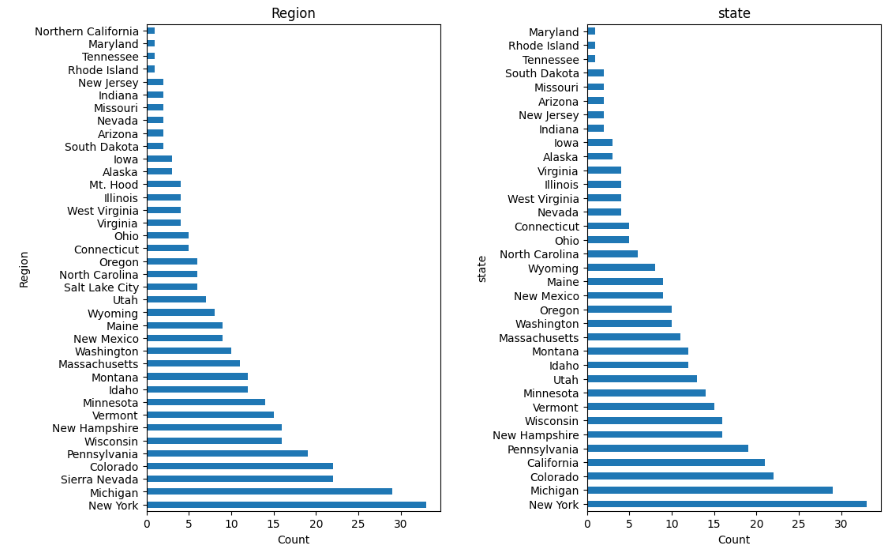 Region
Northern California
Maryland
Tennessee
Rhode Island
New Jersey
Indiana
Missouri
Nevada
Arizona
South Dakota
Iowa
Alaska
Mt. Hood
Illinois
West Virginia
Virginia
Ohio
Connecticut
Oregon
North Carolina
Salt Lake City
Utah
Wyoming
Maine
New Mexico
Washington
Massachusetts
Montana
Idaho
Minnesota
Vermont
New Hampshire
Wisconsin
Pennsylvania
Colorado
Sierra Nevada
Michigan
New York
Region
0 5 10 15 20 25 30
Count
state
Maryland
Rhode Island
Tennessee
South Dakota
Missouri
Arizona
New Jersey
Indiana
Iowa
Alaska
Virginia
Illinois
West Virginia
Nevada
Connecticut
Ohio
North Carolina
Wyoming
Maine
New Mexico
Oregon
Washington
Massachusetts
Montana
Idaho
Utah
Minnesota
Vermont
Wisconsin
New Hampshire
Pennsylvania
California
Colorado
Michigan
New York
state
0 5 10 15 20 25 30
Count